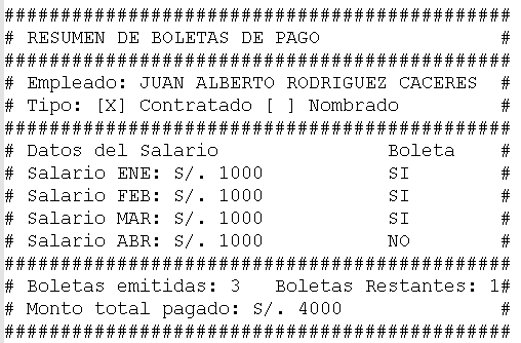 ##############################################
# RESUMEN DE BOLETAS DE PAGO                 #
##############################################
# Empleado: JUAN ALBERTO RODRIGUEZ CACERES   #
# Tipo: [X] Contratado [ ] Nombrado          #
##############################################
# Datos del Salario                Boleta    #
# Salario ENE: S/. 1000            SI        #
# Salario FEB: S/. 1000            SI        #
# Salario MAR: S/. 1000            SI        #
# Salario ABR: S/. 1000            NO        #
##############################################
# Boletas emitidas: 3   Boletas Restantes: 1#
# Monto total pagado: S/. 4000               #
##############################################